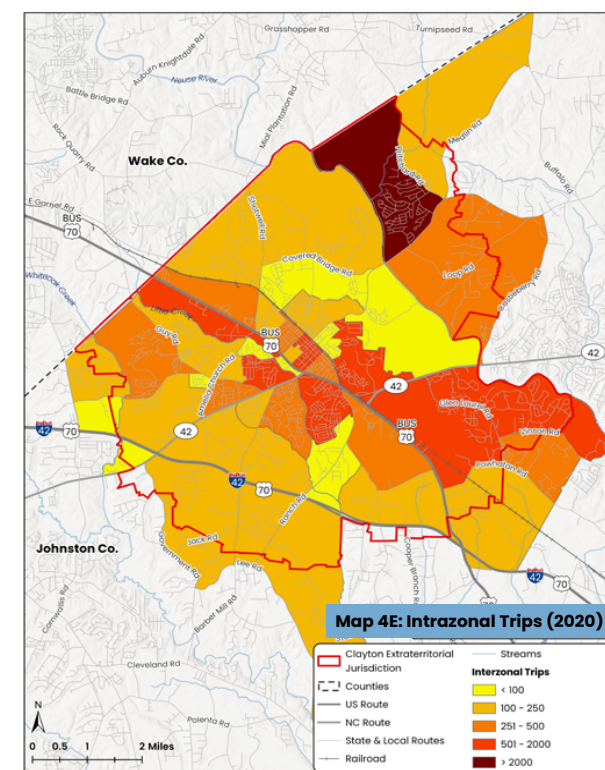 Grasshopper Rd
Turnipseed Rd
Auburn Knightdale Rd
Neuse River
Battle Bridge Rd
Mial Plantation Rd
Medlin Rd
Rock Quarry Rd
Wake Co.
Pritchard Rd
Buffalo Rd
E Garner Rd
BUS
70
Shotwell Rd
Covered Bridge Rd
Loop Rd
Castleberry Rd
Whiteoak Creek
Little Creek
Guy Rd
BUS
70
42
Amelia Church Rd
42
Glen Laurel Rd
42
70
42
BUS
70
Vinson Rd
Powhatan Rd
42
70
Ranch Rd
Jack Rd
Johnston Co.
Government Rd
Lee Rd
Cooper Branch Rd
42
70
Cornwallis Rd
Barber Mill Rd
Map 4E: Intrazonal Trips (2020)
Cleveland Rd
Polenta Rd
Clayton Extraterritorial
Jurisdiction
Counties
US Route
NC Route
State & Local Routes
Railroad
Streams
Interzonal Trips
< 100
100 - 250
251 - 500
501 - 2000
> 2000
N
0 0.5 1 2 Miles